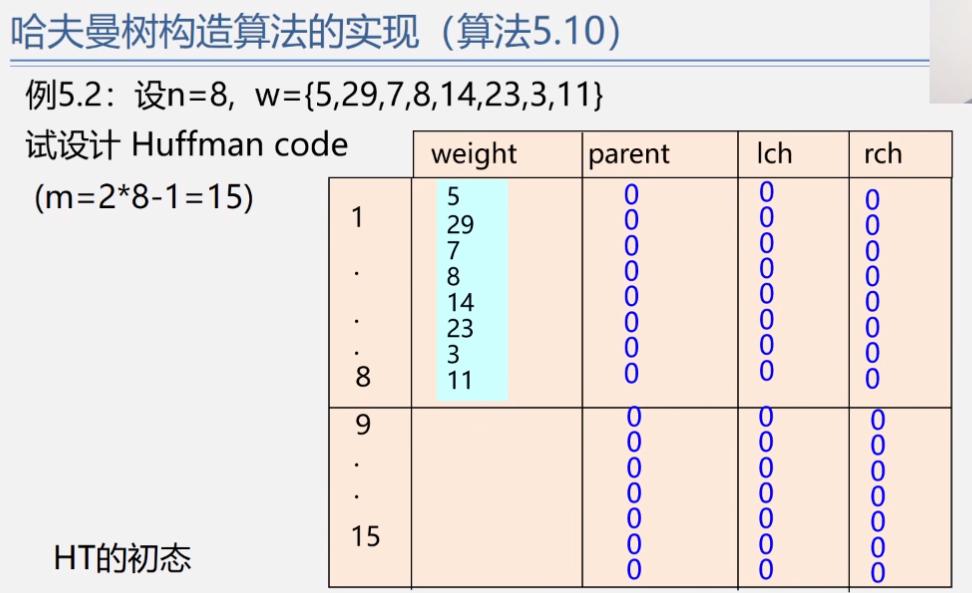 哈夫曼树构造算法的实现（算法5.10）
例5.2：设n=8，w={5,29,7,8,14,23,3,11}
试设计 Huffman code
(m=2*8-1=15)
weight parent lch rch
1 5 0 0 0
29 0 0 0
7 0 0 0
. 8 0 0 0
14 0 0 0
. 23 0 0 0
. 3 0 0 0
8 11 0 0 0
9 0 0 0
0 0 0
. 0 0 0
. 0 0 0
0 0 0
15 0 0 0
0 0 0
HT的初态